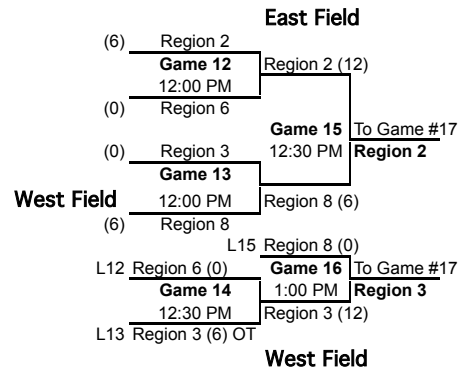 East Field
(6) Region 2
Game 12 Region 2 (12)
12:00 PM
(0) Region 6
Game 15 To Game #17
(0) Region 3 12:30 PM Region 2
Game 13
West Field 12:00 PM Region 8 (6)
(6) Region 8
L15 Region 8 (0)
L12 Region 6 (0) Game 16 To Game #17
Game 14 1:00 PM Region 3
12:30 PM Region 3 (12)
L13 Region 3 (6) OT
West Field